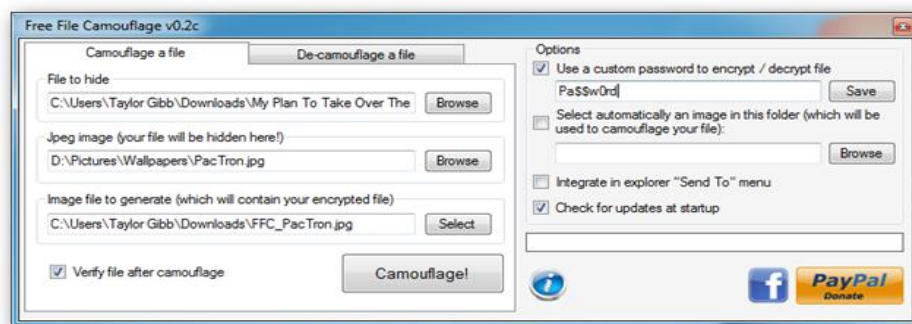 Free File Camouflage v0.2c
Camouflage a file
De-camouflage a file
File to hide
C:\Users\Taylor Gibb\Downloads\My Plan To Take Over The
Browse
Jpeg image (your file will be hidden here!)
D:\Pictures\Wallpapers\PacTron.jpg
Browse
Image file to generate (which will contain your encrypted file)
C:\Users\Taylor Gibb\Downloads\FFC_PacTron.jpg
Select
Verify file after camouflage
Camouflage!
Options
Use a custom password to encrypt / decrypt file
Pa$$w0rd
Save
Select automatically an image in this folder (which will be
used to camouflage your file):
Browse
Integrate in explorer "Send To" menu
Check for updates at startup
f
PayPal
Donate